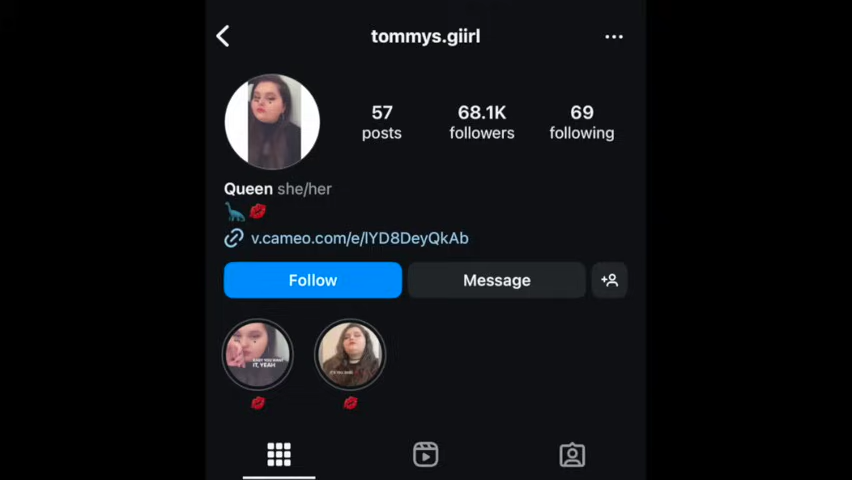 tommys.giirl
57 68.1K 69
posts followers following
Queen she/her
v.cameo.com/e/lYD8DeyQkAb
Follow Message
IT, YEAH